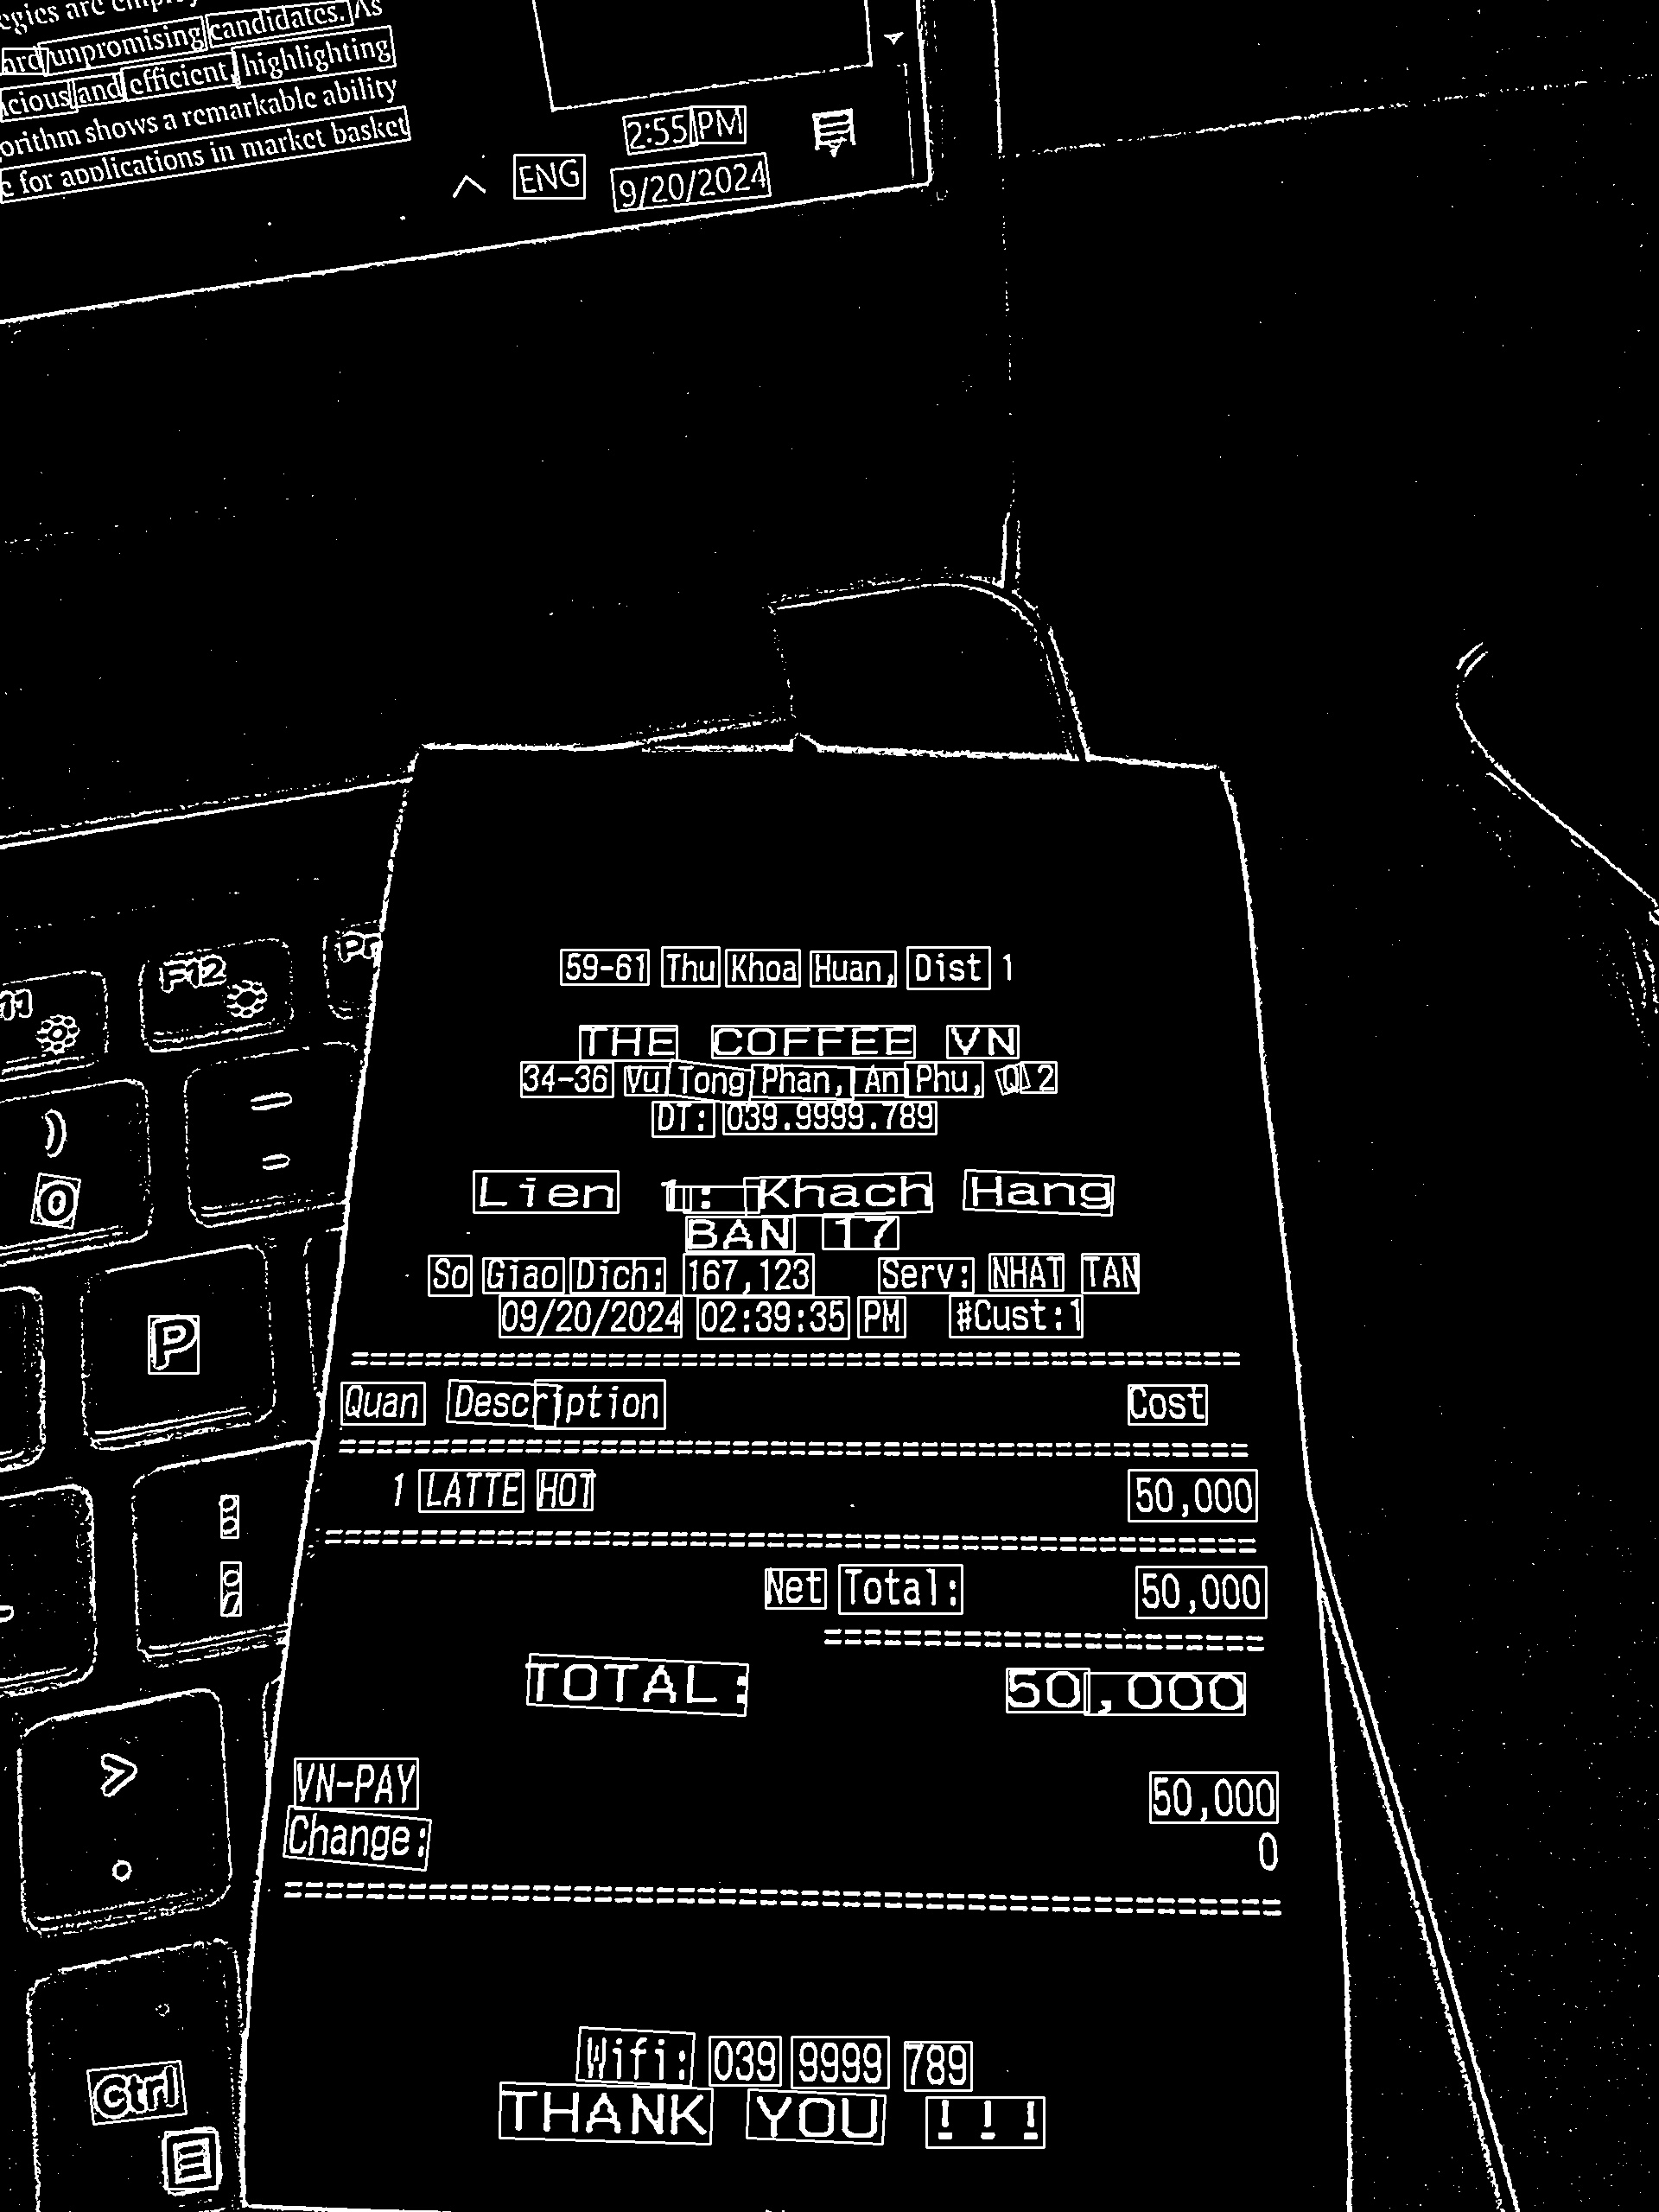 egies are
unpromising candidates. As
and efficient, highlighting
orithm shows a remarkable ability
e for applications in market basket
2:55 PM
ENG
9/20/2024
F12
)
0
P
>
Ctrl
59-61 Thu Khoa Huan, Dist 1
THE COFFEE VN
34-36 Vu Tong Phan, An Phu, Q 2
DT: 039.9999.789
Lien 1: Khach Hang
BAN 17
So Giao Dich: 167,123 Serv: NHAT TAN
09/20/2024 02:39:35 PM #Cust:1
Quan Description Cost
1 LATTE HOT 50,000
Net Total: 50,000
TOTAL: 50,000
VN-PAY 50,000
Change: 0
Wifi: 039 9999 789
THANK YOU !!!